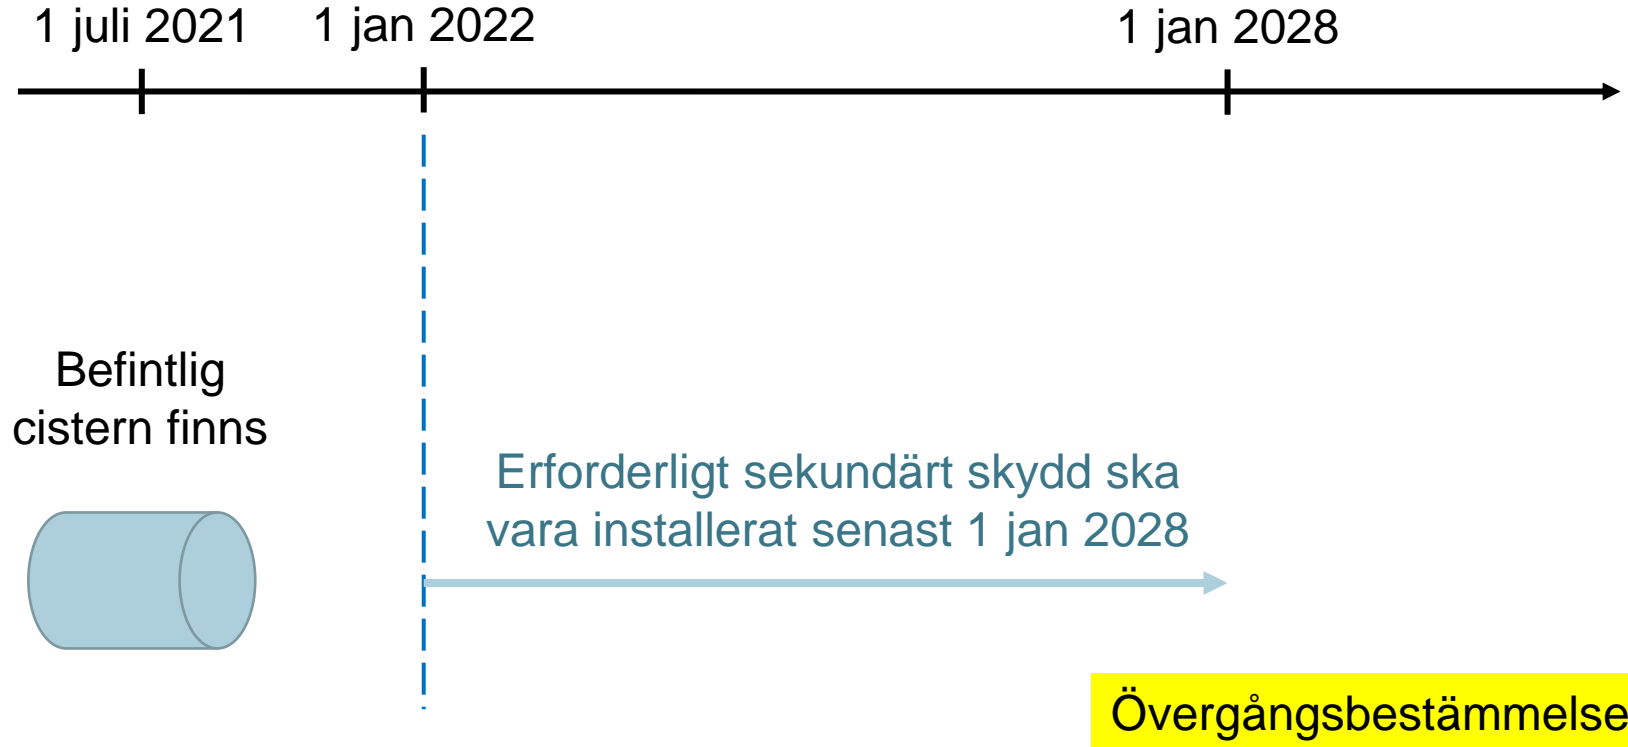 1 juli 2021
1 jan 2022
1 jan 2028
Befintlig
cistern finns
Erforderligt sekundärt skydd ska
vara installerat senast 1 jan 2028
Övergångsbestämmelse